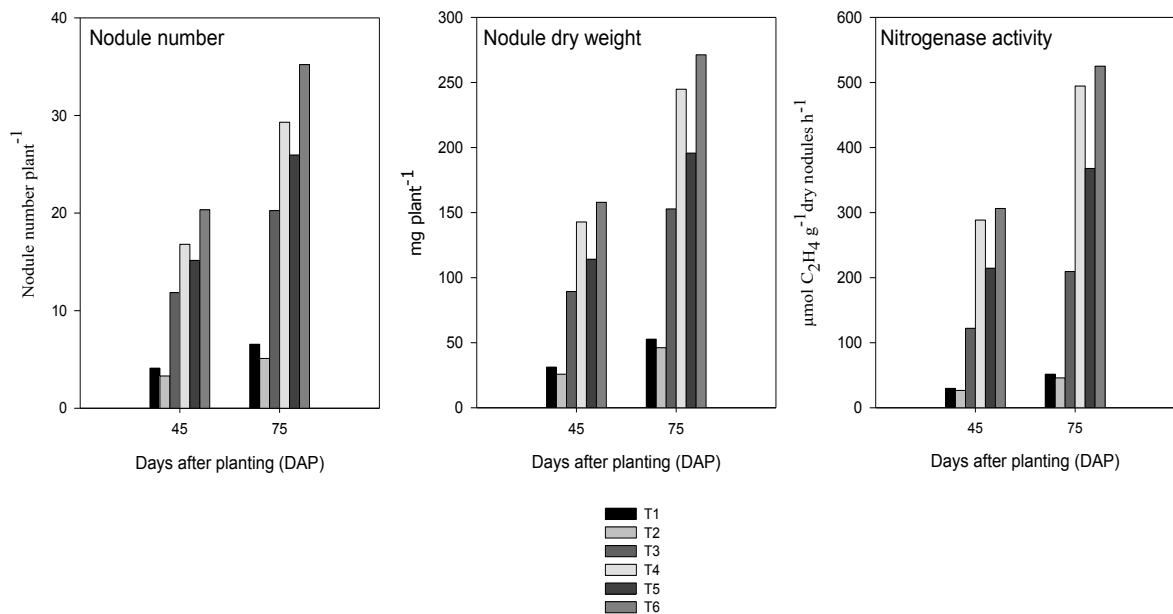 Nodule number
Nodule number plant-1
40
30
20
10
0
45 75
Days after planting (DAP)
Nodule dry weight
mg plant-1
300
250
200
150
100
50
0
45 75
Days after planting (DAP)
Nitrogenase activity
µmol C2H4 g-1dry nodules h-1
600
500
400
300
200
100
0
45 75
Days after planting (DAP)
T1
T2
T3
T4
T5
T6